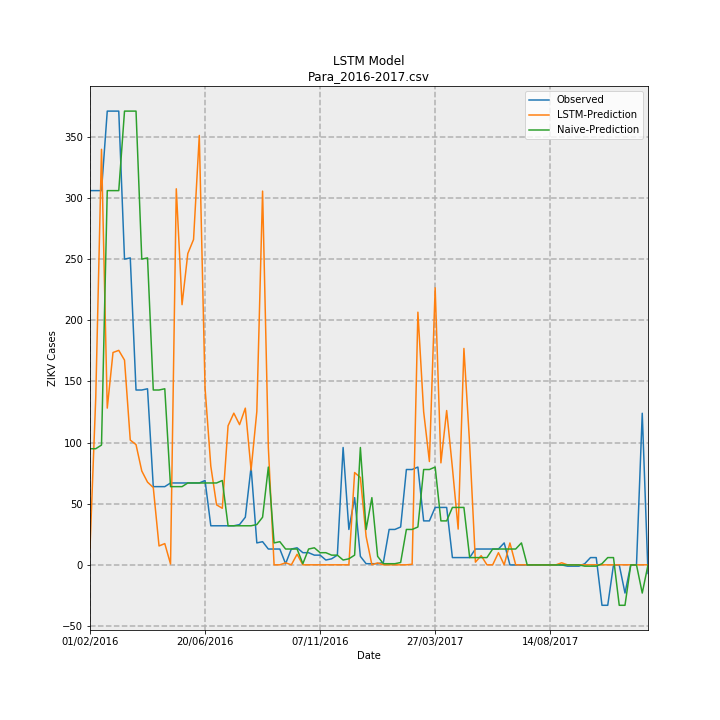 LSTM Model
Para_2016-2017.csv
Observed
LSTM-Prediction
Naive-Prediction
ZIKV Cases
350
300
250
200
150
100
50
0
−50
01/02/2016
20/06/2016
07/11/2016
27/03/2017
14/08/2017
Date